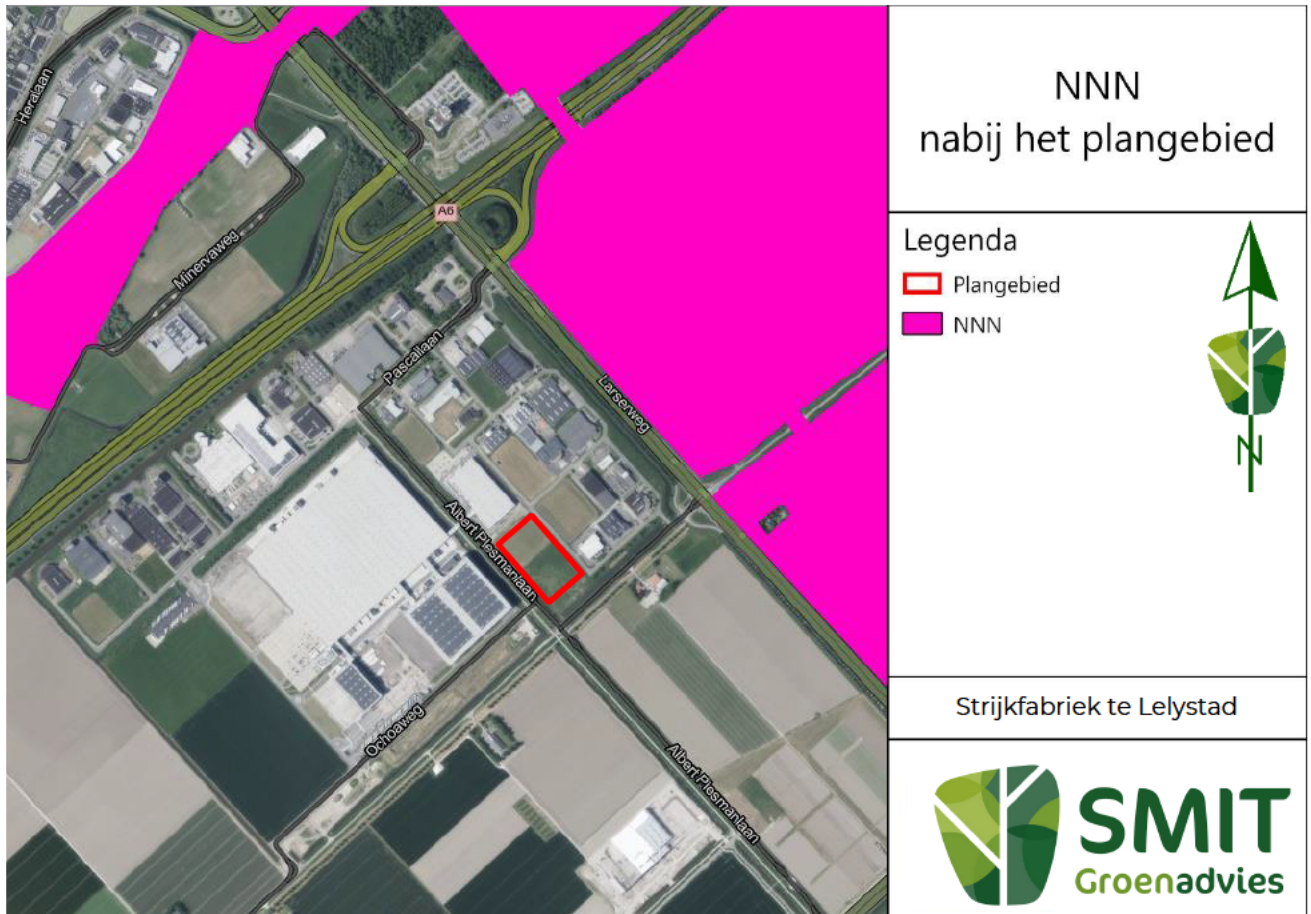 NNN
nabij het plangebied
Legenda
Plangebied
NNN
N
Strijkfabriek te Lelystad
SMIT
Groenadvies
Heralaan
Minervaweg
A6
Pascallaan
Larserweg
Albert Plesmanlaan
Ochoaweg
Albert Plesmanlaan